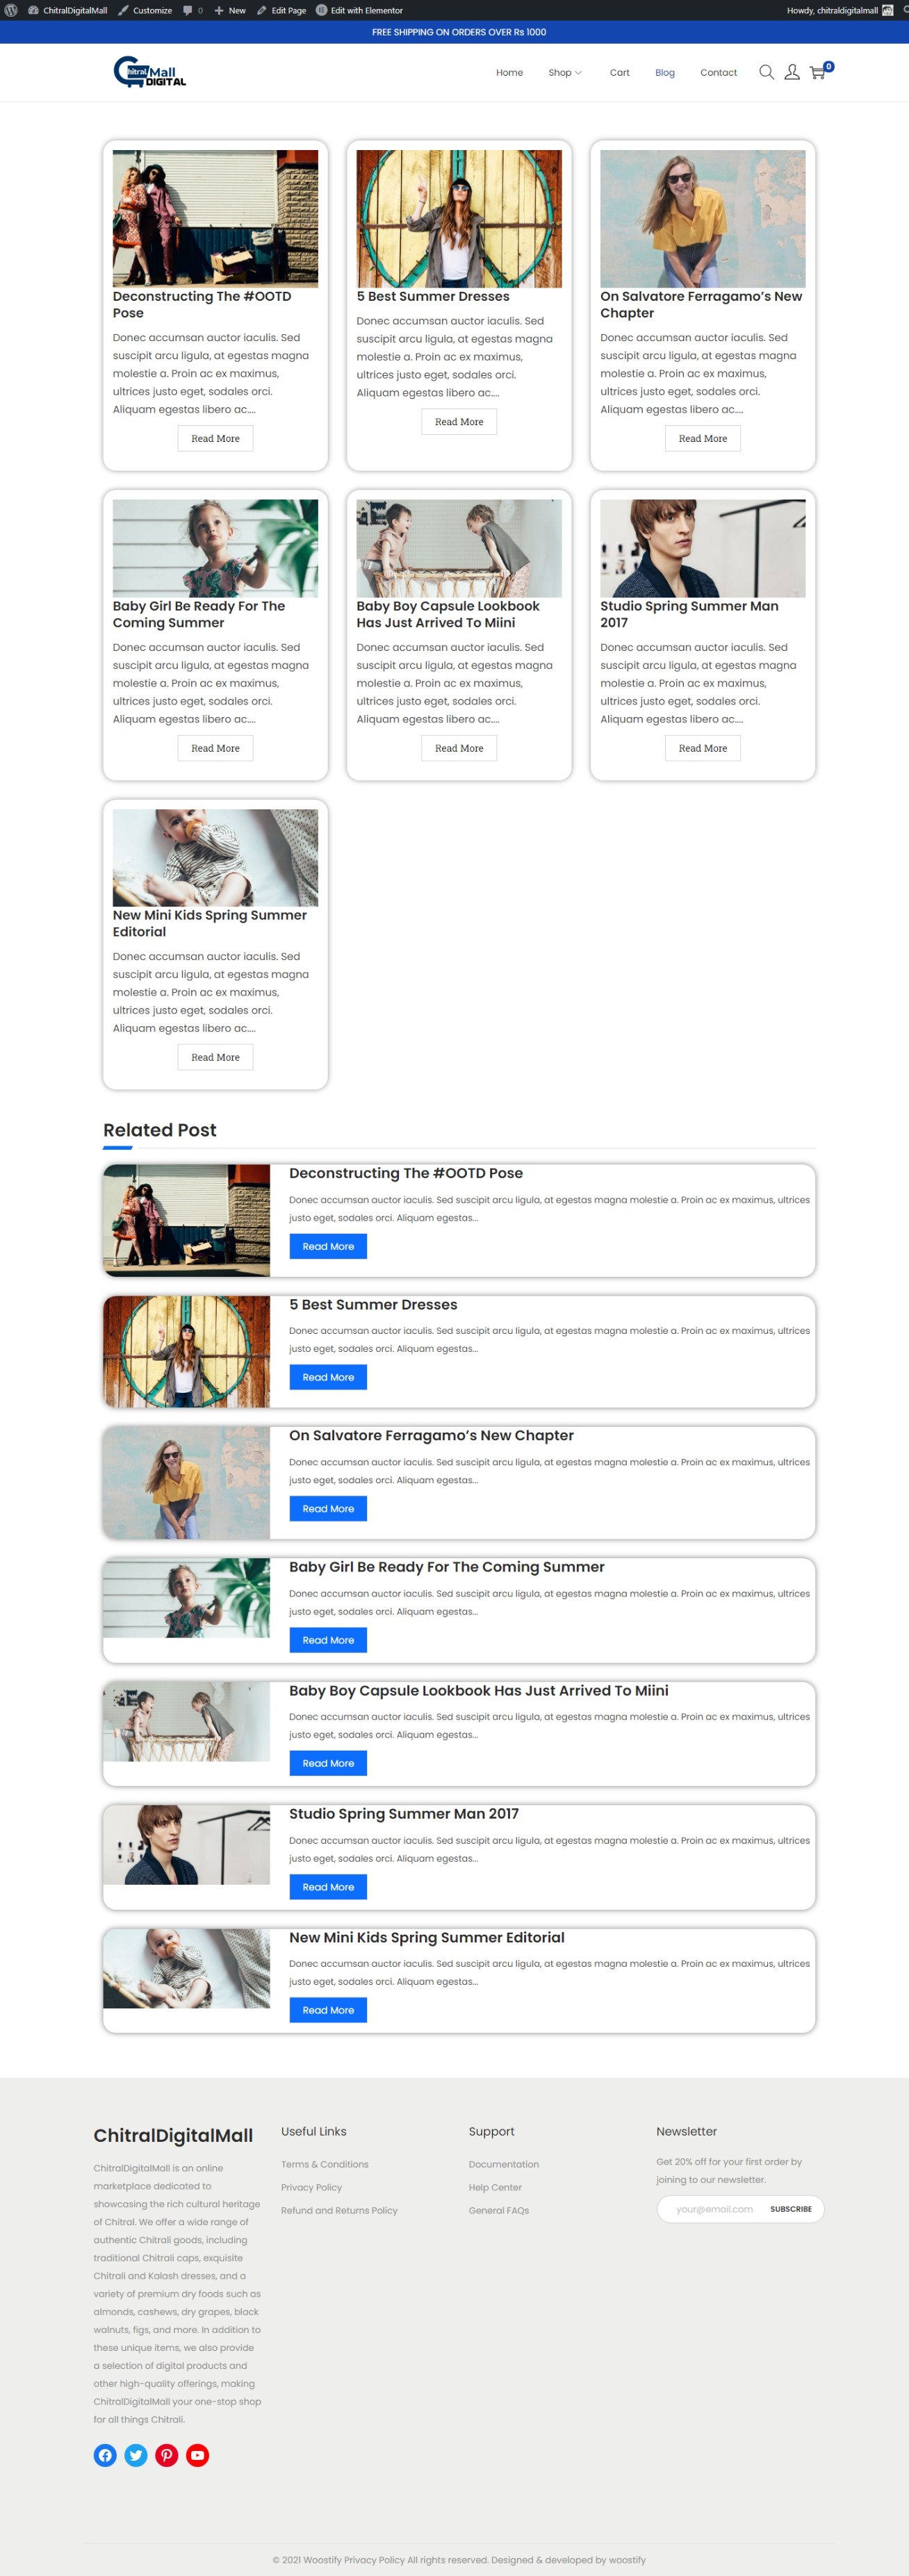 ChitralDigitalMall Customize 0 New Edit Page Edit with Elementor Howdy, chitraldigitalmall
FREE SHIPPING ON ORDERS OVER Rs 1000
Chitral Mall
DIGITAL
Home Shop Cart Blog Contact 0
Deconstructing The #OOTD
Pose
Donec accumsan auctor iaculis. Sed
suscipit arcu ligula, at egestas magna
molestie a. Proin ac ex maximus,
ultrices justo eget, sodales orci.
Aliquam egestas libero ac....
Read More
5 Best Summer Dresses
Donec accumsan auctor iaculis. Sed
suscipit arcu ligula, at egestas magna
molestie a. Proin ac ex maximus,
ultrices justo eget, sodales orci.
Aliquam egestas libero ac....
Read More
On Salvatore Ferragamo’s New
Chapter
Donec accumsan auctor iaculis. Sed
suscipit arcu ligula, at egestas magna
molestie a. Proin ac ex maximus,
ultrices justo eget, sodales orci.
Aliquam egestas libero ac....
Read More
Baby Girl Be Ready For The
Coming Summer
Donec accumsan auctor iaculis. Sed
suscipit arcu ligula, at egestas magna
molestie a. Proin ac ex maximus,
ultrices justo eget, sodales orci.
Aliquam egestas libero ac....
Read More
Baby Boy Capsule Lookbook
Has Just Arrived To Miini
Donec accumsan auctor iaculis. Sed
suscipit arcu ligula, at egestas magna
molestie a. Proin ac ex maximus,
ultrices justo eget, sodales orci.
Aliquam egestas libero ac....
Read More
Studio Spring Summer Man
2017
Donec accumsan auctor iaculis. Sed
suscipit arcu ligula, at egestas magna
molestie a. Proin ac ex maximus,
ultrices justo eget, sodales orci.
Aliquam egestas libero ac....
Read More
New Mini Kids Spring Summer
Editorial
Donec accumsan auctor iaculis. Sed
suscipit arcu ligula, at egestas magna
molestie a. Proin ac ex maximus,
ultrices justo eget, sodales orci.
Aliquam egestas libero ac....
Read More
Related Post
Deconstructing The #OOTD Pose
Donec accumsan auctor iaculis. Sed suscipit arcu ligula, at egestas magna molestie a. Proin ac ex maximus, ultrices
justo eget, sodales orci. Aliquam egestas...
Read More
5 Best Summer Dresses
Donec accumsan auctor iaculis. Sed suscipit arcu ligula, at egestas magna molestie a. Proin ac ex maximus, ultrices
justo eget, sodales orci. Aliquam egestas...
Read More
On Salvatore Ferragamo’s New Chapter
Donec accumsan auctor iaculis. Sed suscipit arcu ligula, at egestas magna molestie a. Proin ac ex maximus, ultrices
justo eget, sodales orci. Aliquam egestas...
Read More
Baby Girl Be Ready For The Coming Summer
Donec accumsan auctor iaculis. Sed suscipit arcu ligula, at egestas magna molestie a. Proin ac ex maximus, ultrices
justo eget, sodales orci. Aliquam egestas...
Read More
Baby Boy Capsule Lookbook Has Just Arrived To Miini
Donec accumsan auctor iaculis. Sed suscipit arcu ligula, at egestas magna molestie a. Proin ac ex maximus, ultrices
justo eget, sodales orci. Aliquam egestas...
Read More
Studio Spring Summer Man 2017
Donec accumsan auctor iaculis. Sed suscipit arcu ligula, at egestas magna molestie a. Proin ac ex maximus, ultrices
justo eget, sodales orci. Aliquam egestas...
Read More
New Mini Kids Spring Summer Editorial
Donec accumsan auctor iaculis. Sed suscipit arcu ligula, at egestas magna molestie a. Proin ac ex maximus, ultrices
justo eget, sodales orci. Aliquam egestas...
Read More
ChitralDigitalMall
ChitralDigitalMall is an online
marketplace dedicated to
showcasing the rich cultural heritage
of Chitral. We offer a wide range of
authentic Chitrali goods, including
traditional Chitrali caps, exquisite
Chitrali and Kalash dresses, and a
variety of premium dry foods such as
almonds, cashews, dry grapes, black
walnuts, figs, and more. In addition to
these unique items, we also provide
a selection of digital products and
other high-quality offerings, making
ChitralDigitalMall your one-stop shop
for all things Chitrali.
Useful Links
Terms & Conditions
Privacy Policy
Refund and Returns Policy
Support
Documentation
Help Center
General FAQs
Newsletter
Get 20% off for your first order by
joining to our newsletter.
your@email.com SUBSCRIBE
© 2021 Woostify Privacy Policy All rights reserved. Designed & developed by woostify